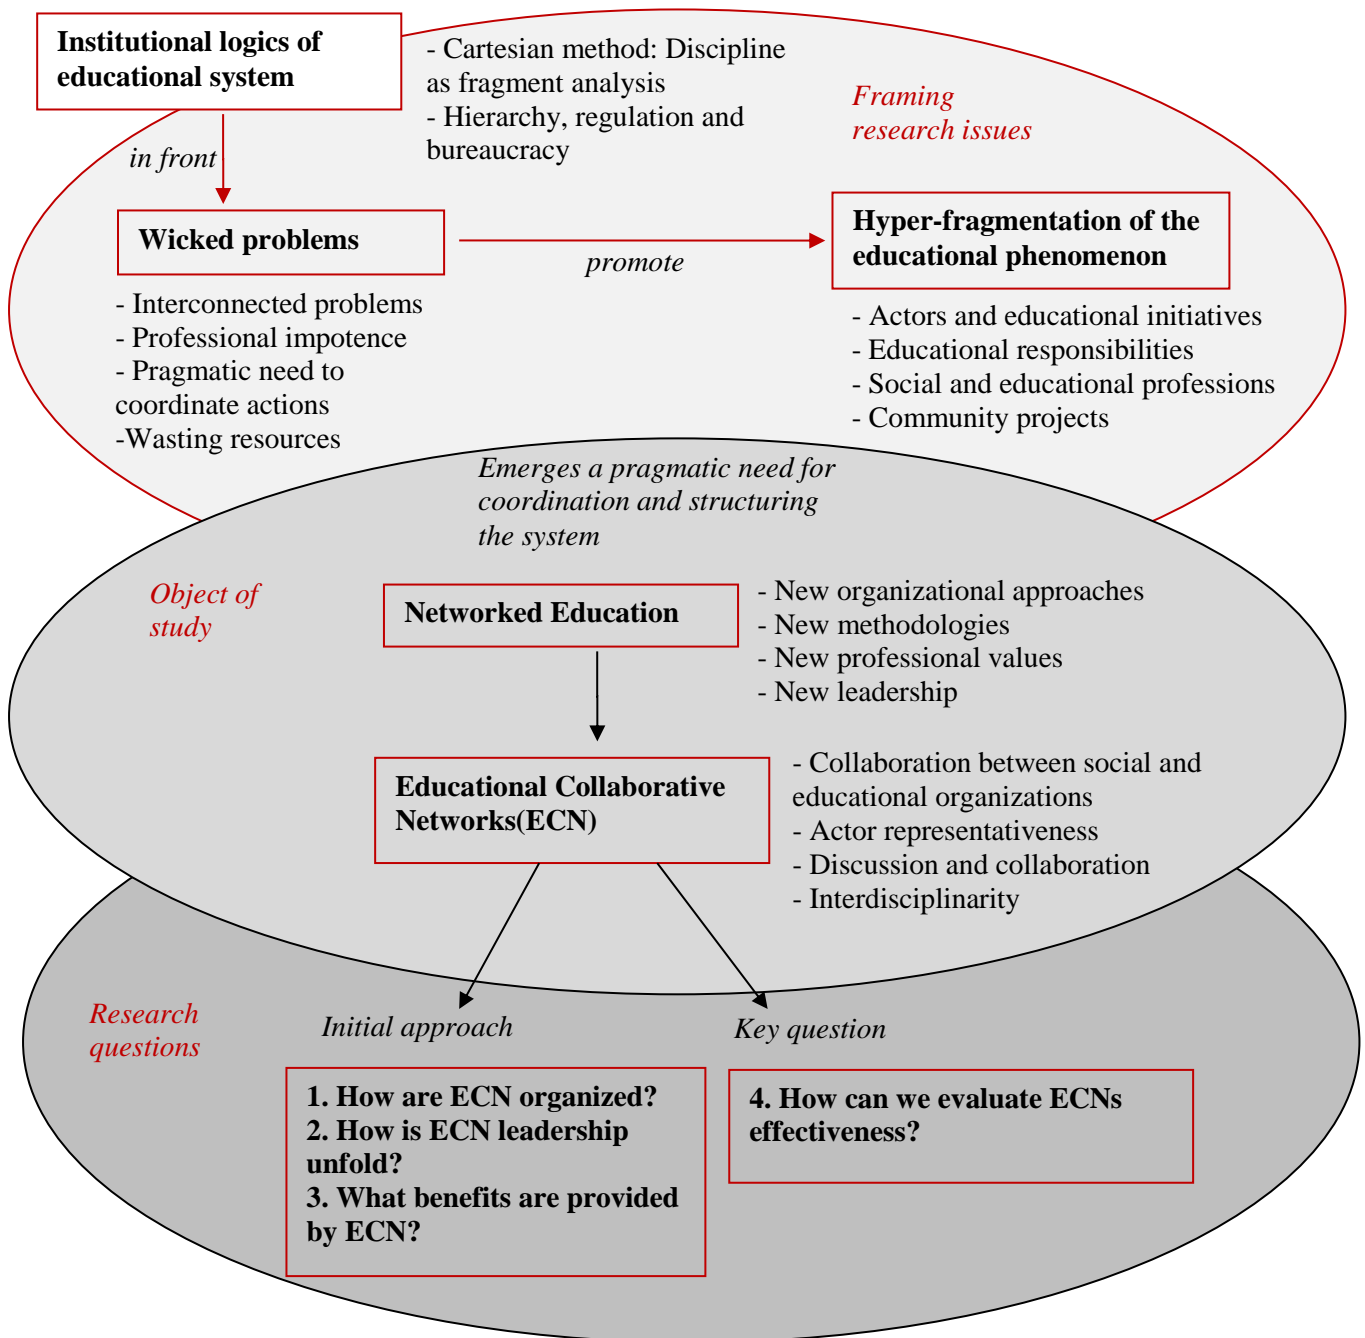 Institutional logics of
educational system
- Cartesian method: Discipline
as fragment analysis
- Hierarchy, regulation and
bureaucracy
Framing
research issues
in front
Wicked problems
promote
Hyper-fragmentation of the
educational phenomenon
- Interconnected problems
- Professional impotence
- Pragmatic need to
coordinate actions
-Wasting resources
- Actors and educational initiatives
- Educational responsibilities
- Social and educational professions
- Community projects
Emerges a pragmatic need for
coordination and structuring
the system
Object of
study
Networked Education
- New organizational approaches
- New methodologies
- New professional values
- New leadership
Educational Collaborative
Networks(ECN)
- Collaboration between social and
educational organizations
- Actor representativeness
- Discussion and collaboration
- Interdisciplinarity
Research
questions
Initial approach
Key question
1. How are ECN organized?
2. How is ECN leadership
unfold?
3. What benefits are provided
by ECN?
4. How can we evaluate ECNs
effectiveness?